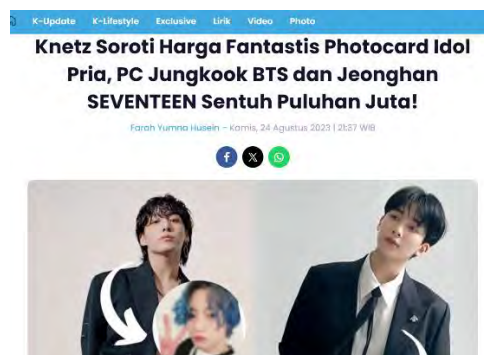 K-Update K-Lifestyle Exclusive Lirik Video Photo
Knetz Soroti Harga Fantastis Photocard Idol
Pria, PC Jungkook BTS dan Jeonghan
SEVENTEEN Sentuh Puluhan Juta!
Farah Yumna Husein – Kamis, 24 Agustus 2023 | 21:37 WIB